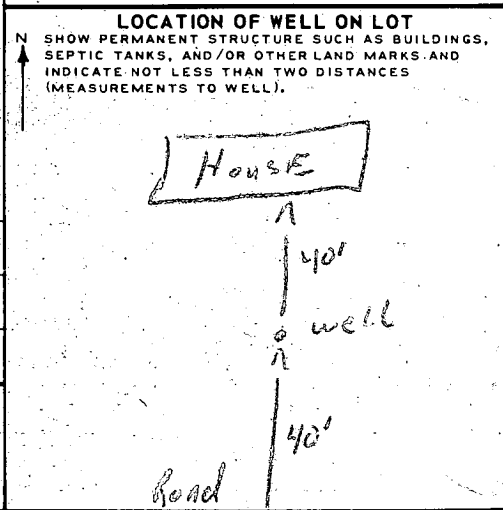 LOCATION OF WELL ON LOT
N SHOW PERMANENT STRUCTURE SUCH AS BUILDINGS,
SEPTIC TANKS, AND/OR OTHER LAND MARKS AND
INDICATE NOT LESS THAN TWO DISTANCES
(MEASUREMENTS TO WELL).
HousE
40'
well
40'
Road